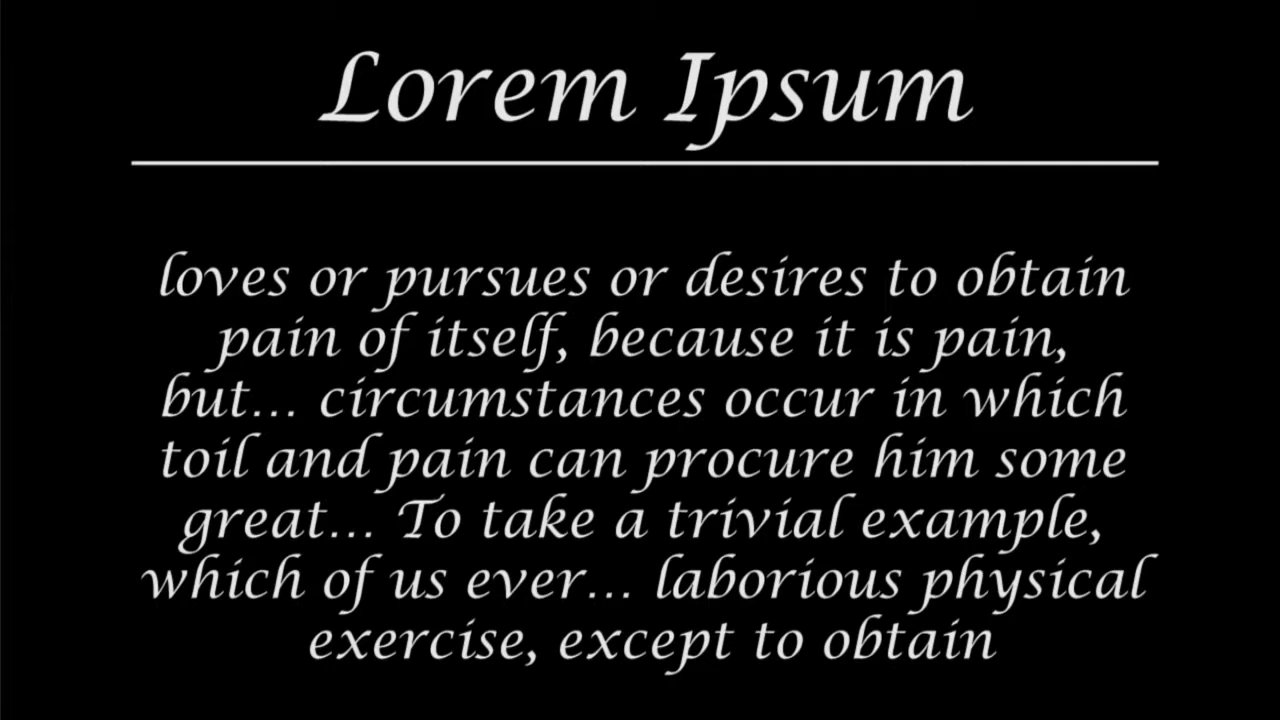 Lorem Ipsum
loves or pursues or desires to obtain
pain of itself, because it is pain,
but... circumstances occur in which
toil and pain can procure him some
great... To take a trivial example,
which of us ever... laborious physical
exercise, except to obtain